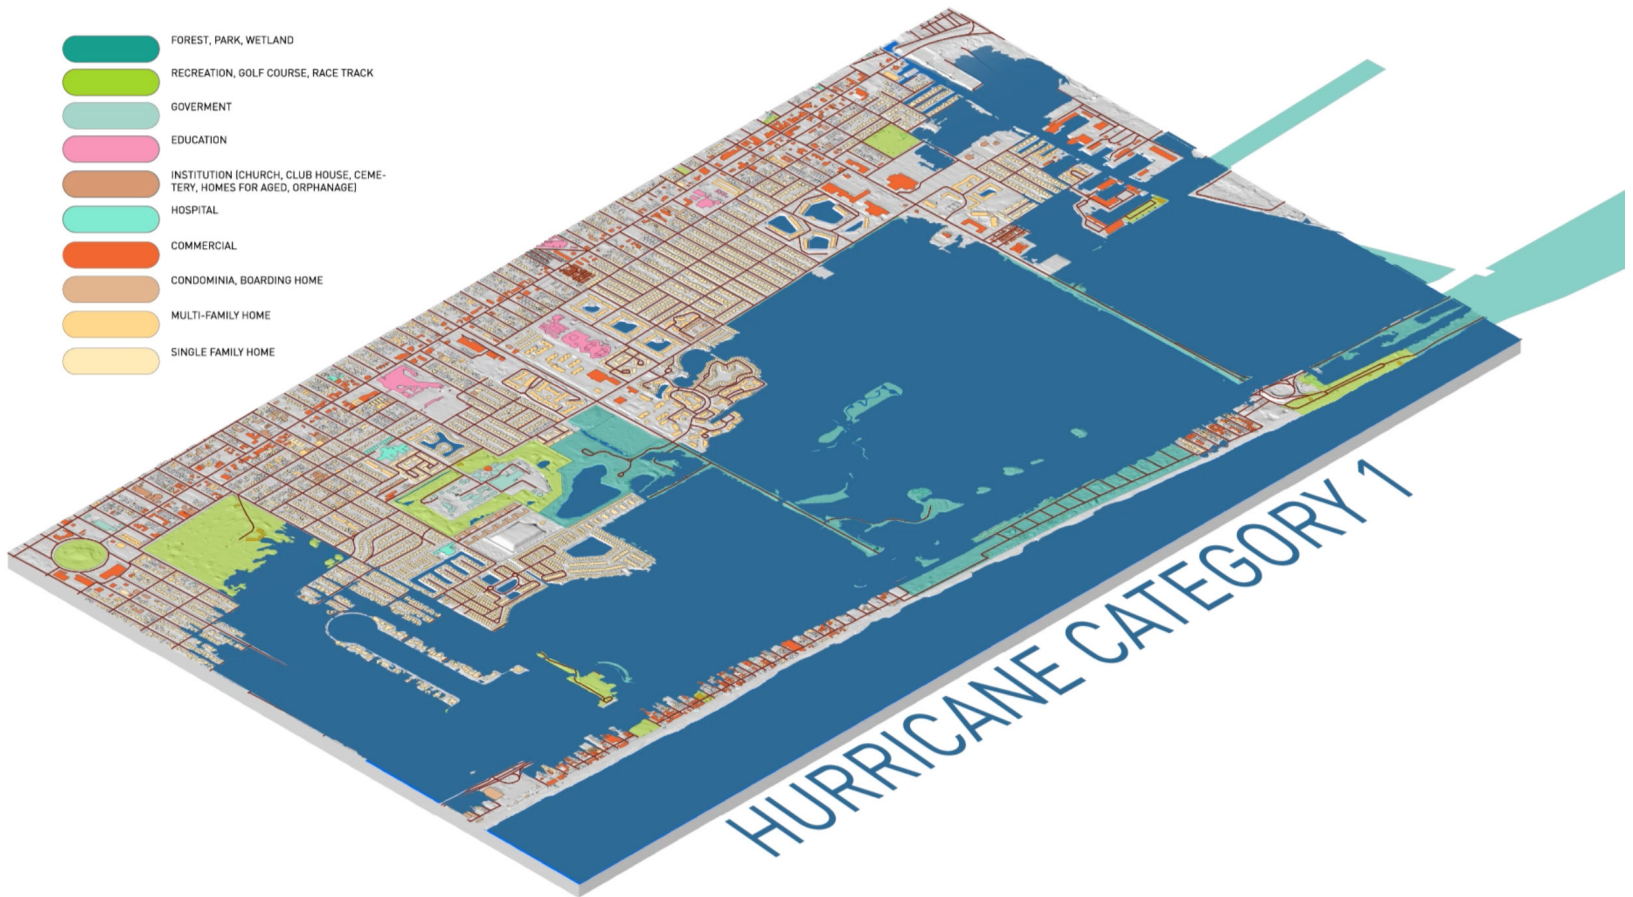 FOREST, PARK, WETLAND
RECREATION, GOLF COURSE, RACE TRACK
GOVERMENT
EDUCATION
INSTITUTION (CHURCH, CLUB HOUSE, CEME-
TERY, HOMES FOR AGED, ORPHANAGE)
HOSPITAL
COMMERCIAL
CONDOMINIA, BOARDING HOME
MULTI-FAMILY HOME
SINGLE FAMILY HOME
HURRICANE CATEGORY 1